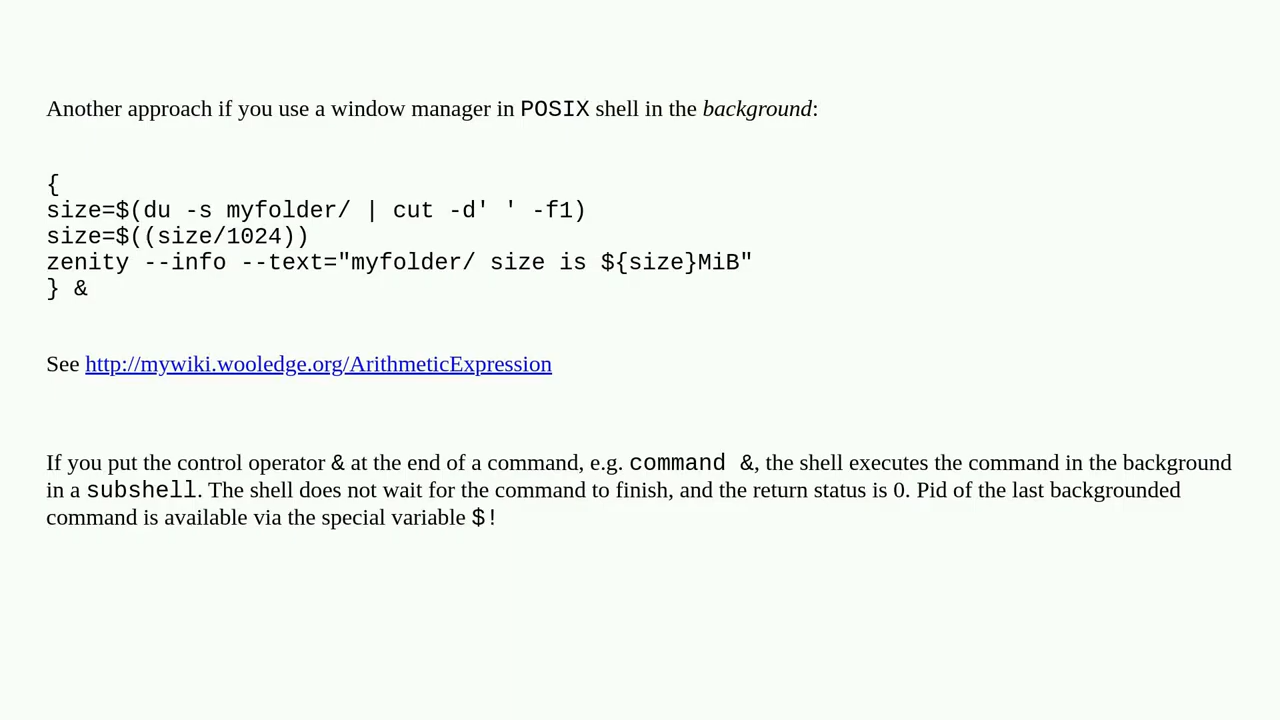 Another approach if you use a window manager in POSIX shell in the background:
{
size=$(du -s myfolder/ | cut -d' ' -f1)
size=$((size/1024))
zenity --info --text="myfolder/ size is ${size}MiB"
} &
See http://mywiki.wooledge.org/ArithmeticExpression
If you put the control operator & at the end of a command, e.g. command &, the shell executes the command in the background
in a subshell. The shell does not wait for the command to finish, and the return status is 0. Pid of the last backgrounded
command is available via the special variable $!